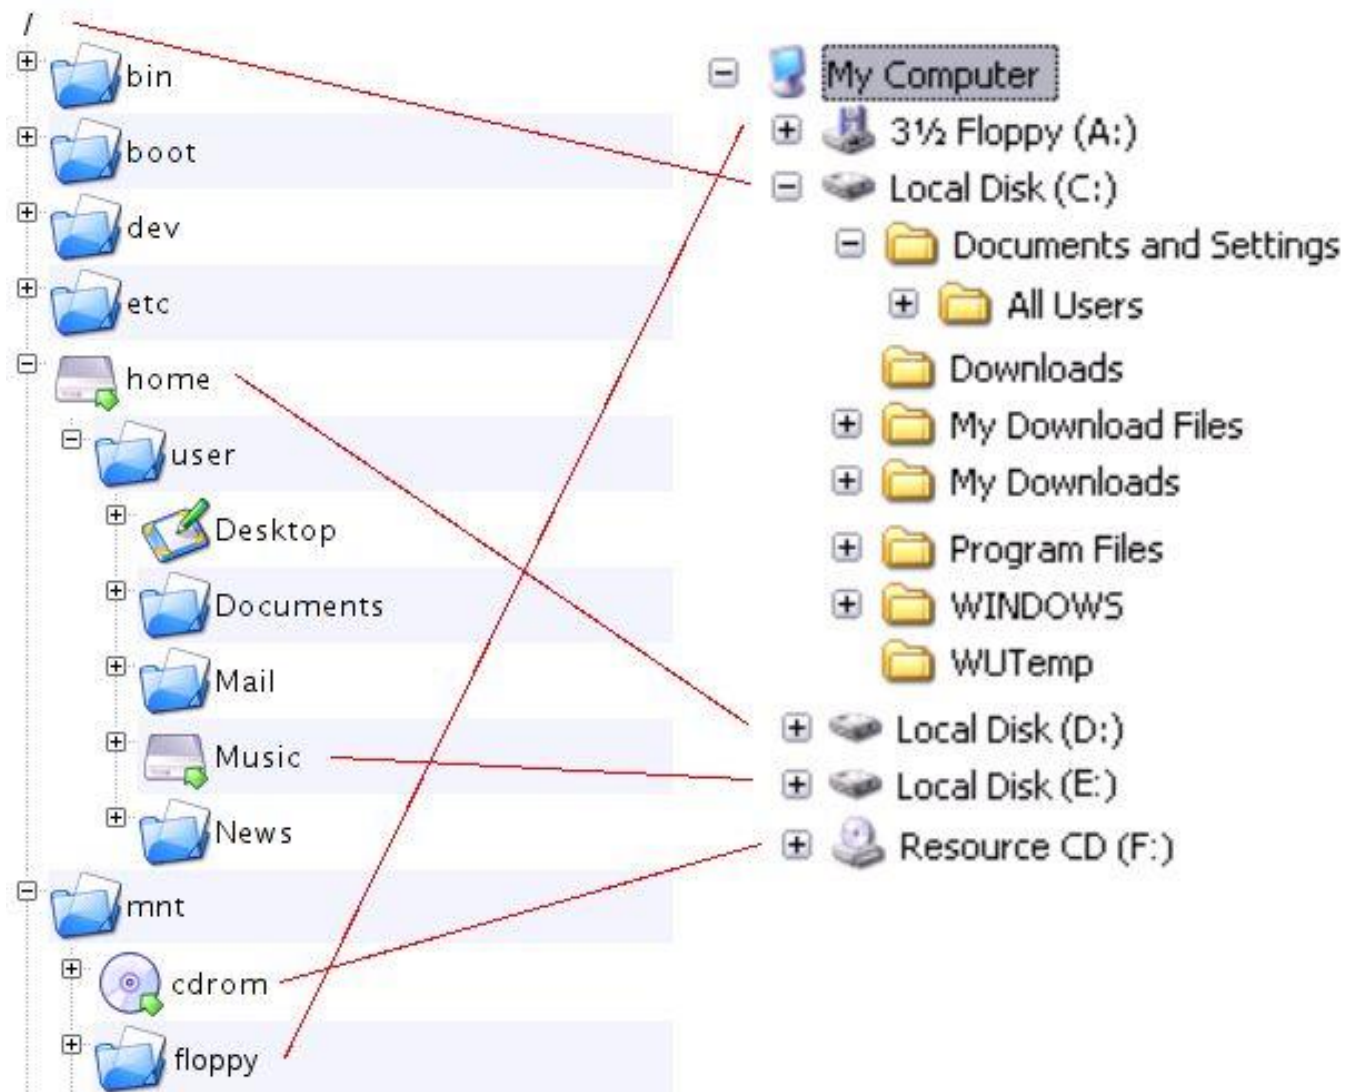 /
bin
boot
dev
etc
home
user
Desktop
Documents
Mail
Music
News
mnt
cdrom
floppy
My Computer
3½ Floppy (A:)
Local Disk (C:)
Documents and Settings
All Users
Downloads
My Download Files
My Downloads
Program Files
WINDOWS
WUTemp
Local Disk (D:)
Local Disk (E:)
Resource CD (F:)